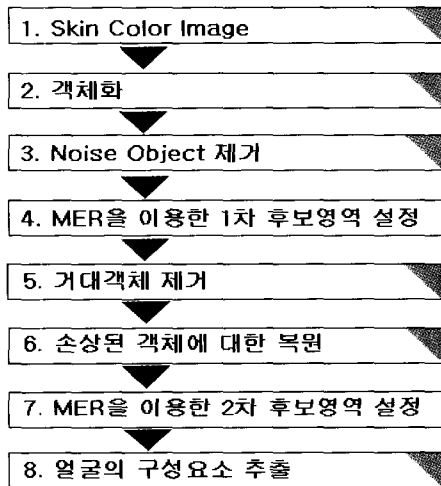 1. Skin Color Image
2. 객체화
3. Noise Object 제거
4. MER을 이용한 1차 후보영역 설정
5. 거대객체 제거
6. 손상된 객체에 대한 복원
7. MER을 이용한 2차 후보영역 설정
8. 얼굴의 구성요소 추출